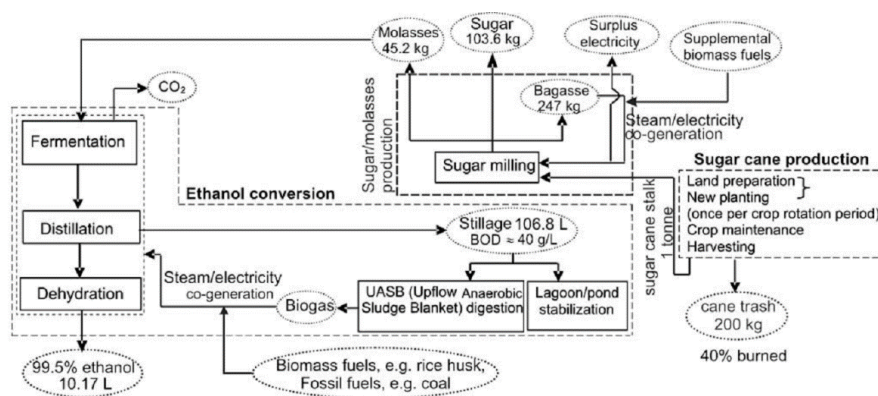 Molasses
45.2 kg
Sugar
103.6 kg
Surplus
electricity
Supplemental
biomass fuels
CO₂
Bagasse
247 kg
Steam/electricity
co-generation
Sugar/molasses
production
Sugar milling
Fermentation
Ethanol conversion
Sugar cane production
Land preparation
New planting
(once per crop rotation period)
Crop maintenance
Harvesting
sugar cane stalk
1 tonne
Distillation
Stillage 106.8 L
BOD ≈ 40 g/L
Steam/electricity
co-generation
Dehydration
Biogas
UASB (Upflow Anaerobic
Sludge Blanket) digestion
Lagoon/pond
stabilization
cane trash
200 kg
40% burned
99.5% ethanol
10.17 L
Biomass fuels, e.g. rice husk,
Fossil fuels, e.g. coal